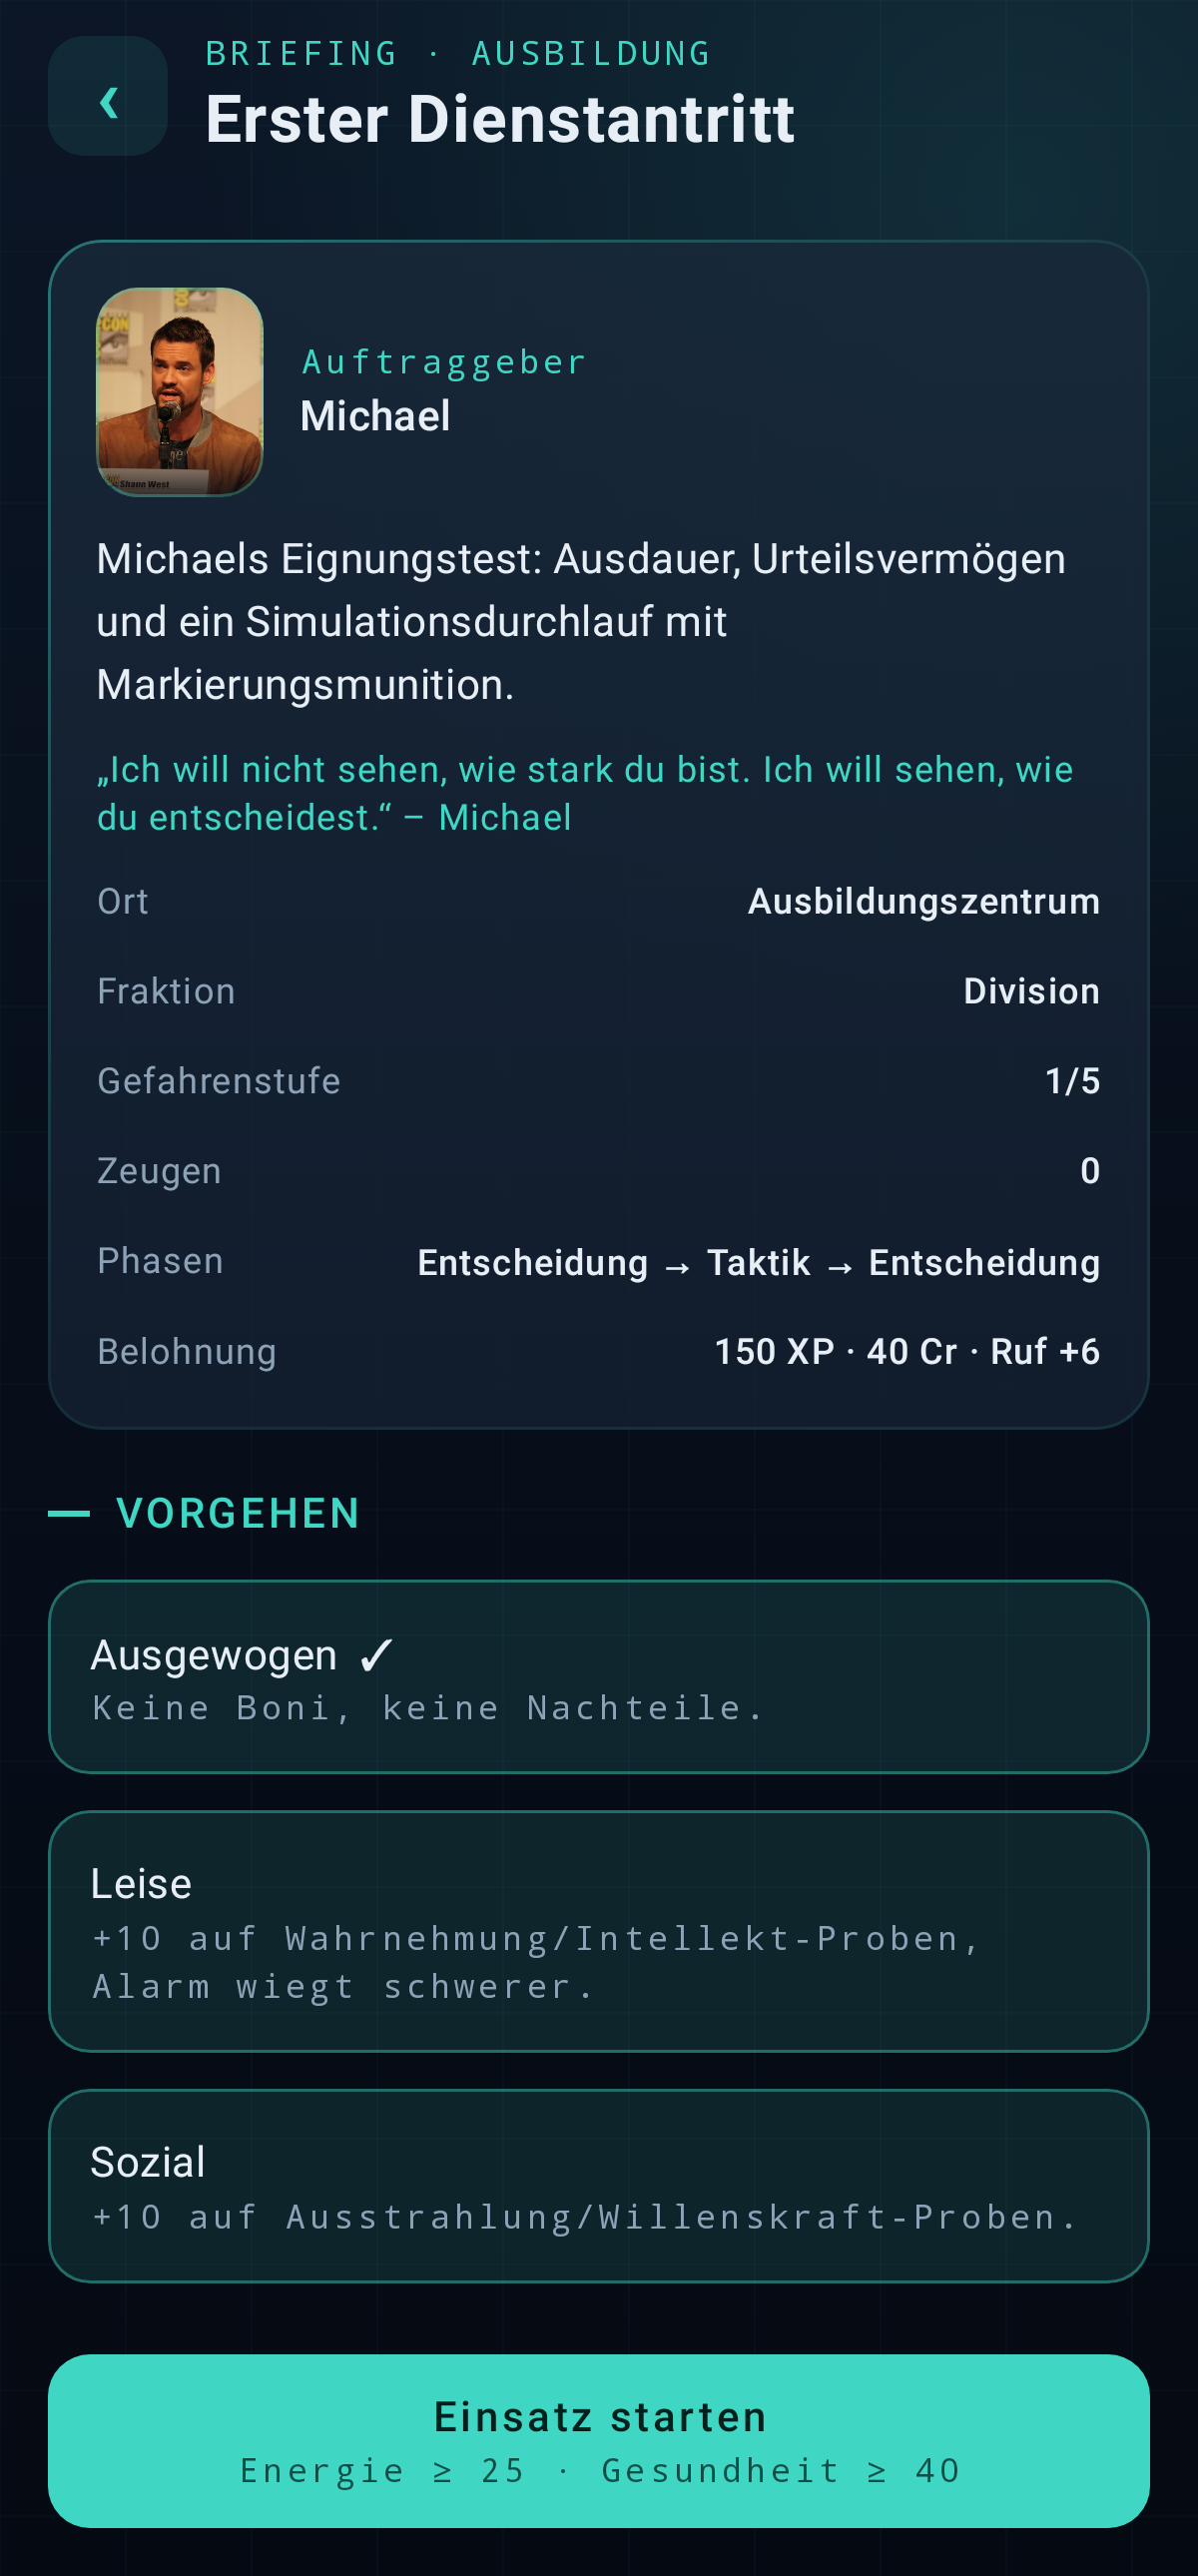 BRIEFING · AUSBILDUNG
Erster Dienstantritt
CON
Shane West
Auftraggeber
Michael
Michaels Eignungstest: Ausdauer, Urteilsvermögen
und ein Simulationsdurchlauf mit
Markierungsmunition.
„Ich will nicht sehen, wie stark du bist. Ich will sehen, wie
du entscheidest.“ – Michael
Ort Ausbildungszentrum
Fraktion Division
Gefahrenstufe 1/5
Zeugen 0
Phasen Entscheidung → Taktik → Entscheidung
Belohnung 150 XP · 40 Cr · Ruf +6
VORGEHEN
Ausgewogen ✓
Keine Boni, keine Nachteile.
Leise
+10 auf Wahrnehmung/Intellekt-Proben,
Alarm wiegt schwerer.
Sozial
+10 auf Ausstrahlung/Willenskraft-Proben.
Einsatz starten
Energie ≥ 25 · Gesundheit ≥ 40